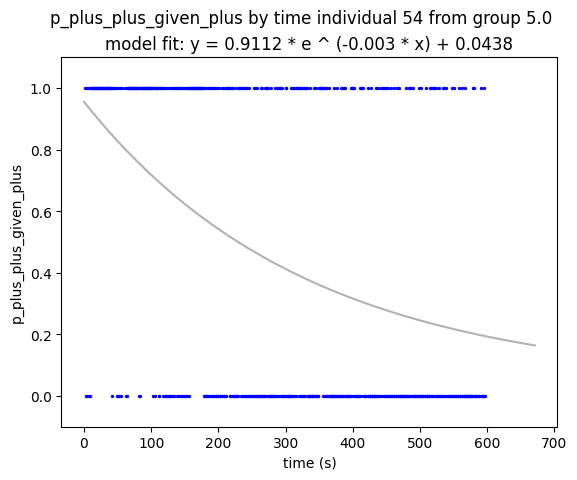 p_plus_plus_given_plus by time individual 54 from group 5.0
model fit: y = 0.9112 * e ^ (-0.003 * x) + 0.0438
p_plus_plus_given_plus
1.0
0.8
0.6
0.4
0.2
0.0
0 100 200 300 400 500 600 700
time (s)